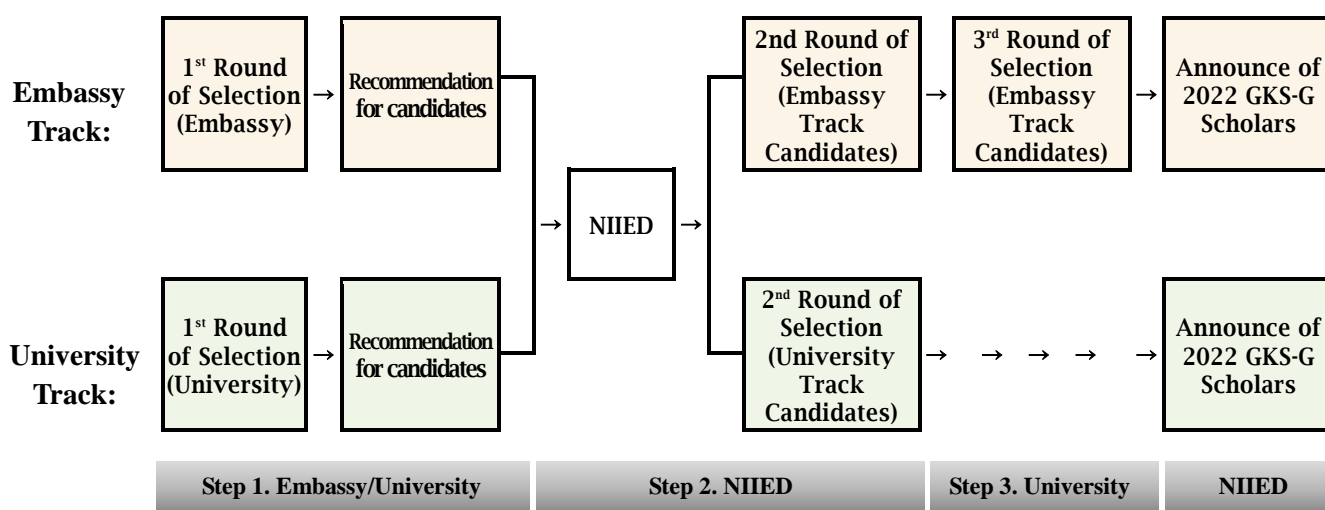 Embassy
Track:
1st Round
of Selection
(Embassy)
→
Recommendation
for candidates
→
NIIED
→
2nd Round of
Selection
(Embassy
Track
Candidates)
→
3rd Round of
Selection
(Embassy
Track
Candidates)
→
Announce of
2022 GKS-G
Scholars
University
Track:
1st Round
of Selection
(University)
→
Recommendation
for candidates
2nd Round of
Selection
(University
Track
Candidates)
→ → → → →
Announce of
2022 GKS-G
Scholars
Step 1. Embassy/University
Step 2. NIIED
Step 3. University
NIIED